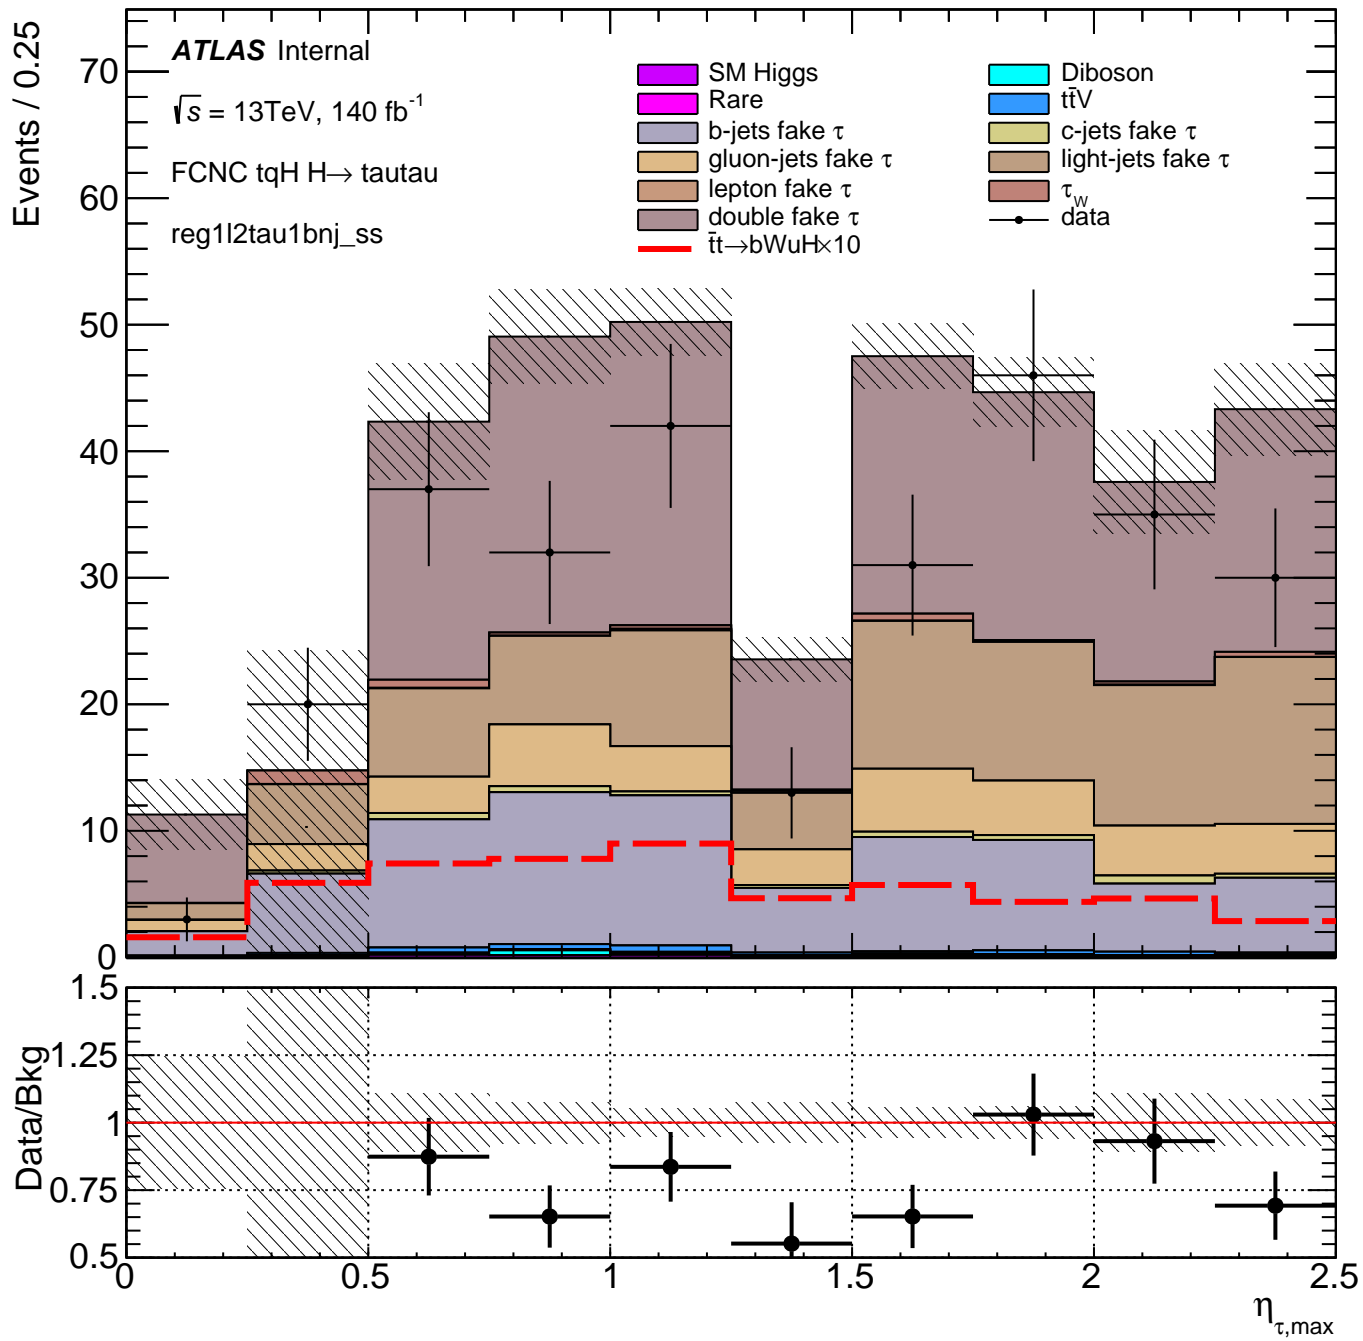 Events / 0.25
70
60
50
40
30
20
10
0
ATLAS Internal
√s = 13TeV, 140 fb⁻¹
FCNC tqH H→ tautau
reg1l2tau1bnj_ss
SM Higgs
Rare
b-jets fake τ
gluon-jets fake τ
lepton fake τ
double fake τ
t̄t→bWuH×10
Diboson
tt̄V
c-jets fake τ
light-jets fake τ
τ_W
data
Data/Bkg
1.5
1.25
1
0.75
0.5
0 0.5 1 1.5 2 2.5
η_τ,max